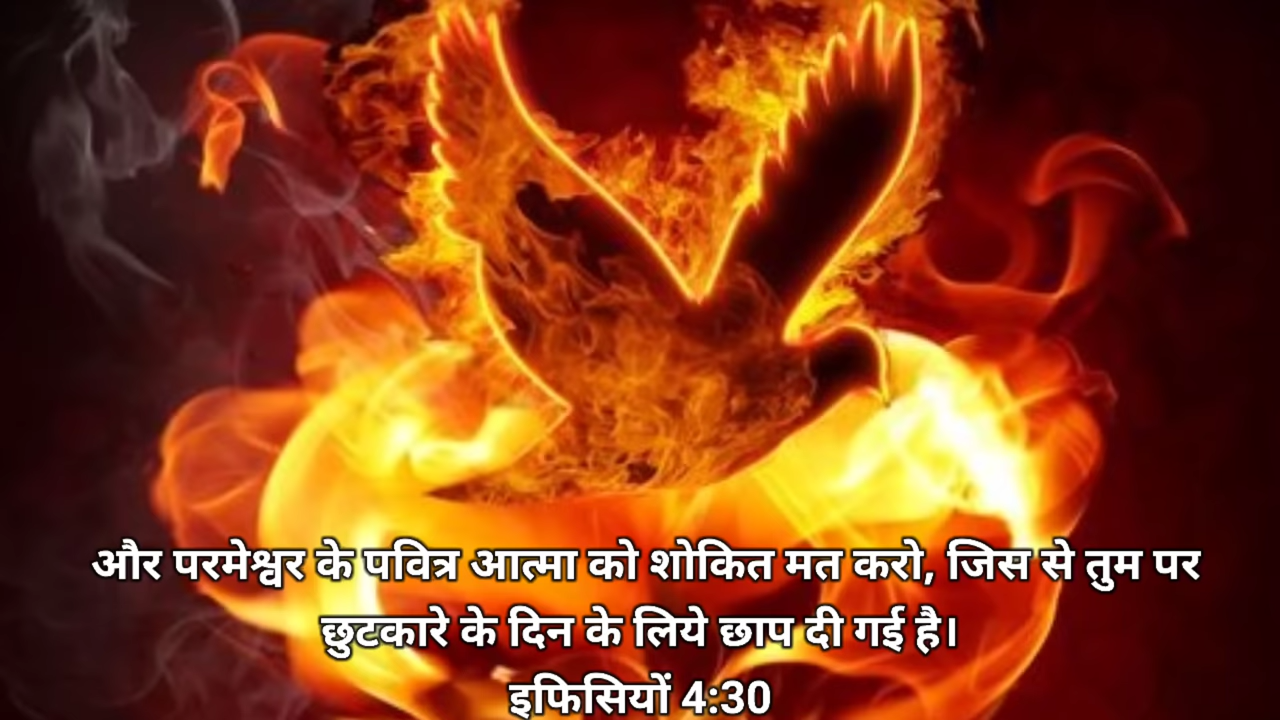 और परमेश्वर के पवित्र आत्मा को शोकित मत करो, जिस से तुम पर
छुटकारे के दिन के लिये छाप दी गई है।
इफिसियों 4:30